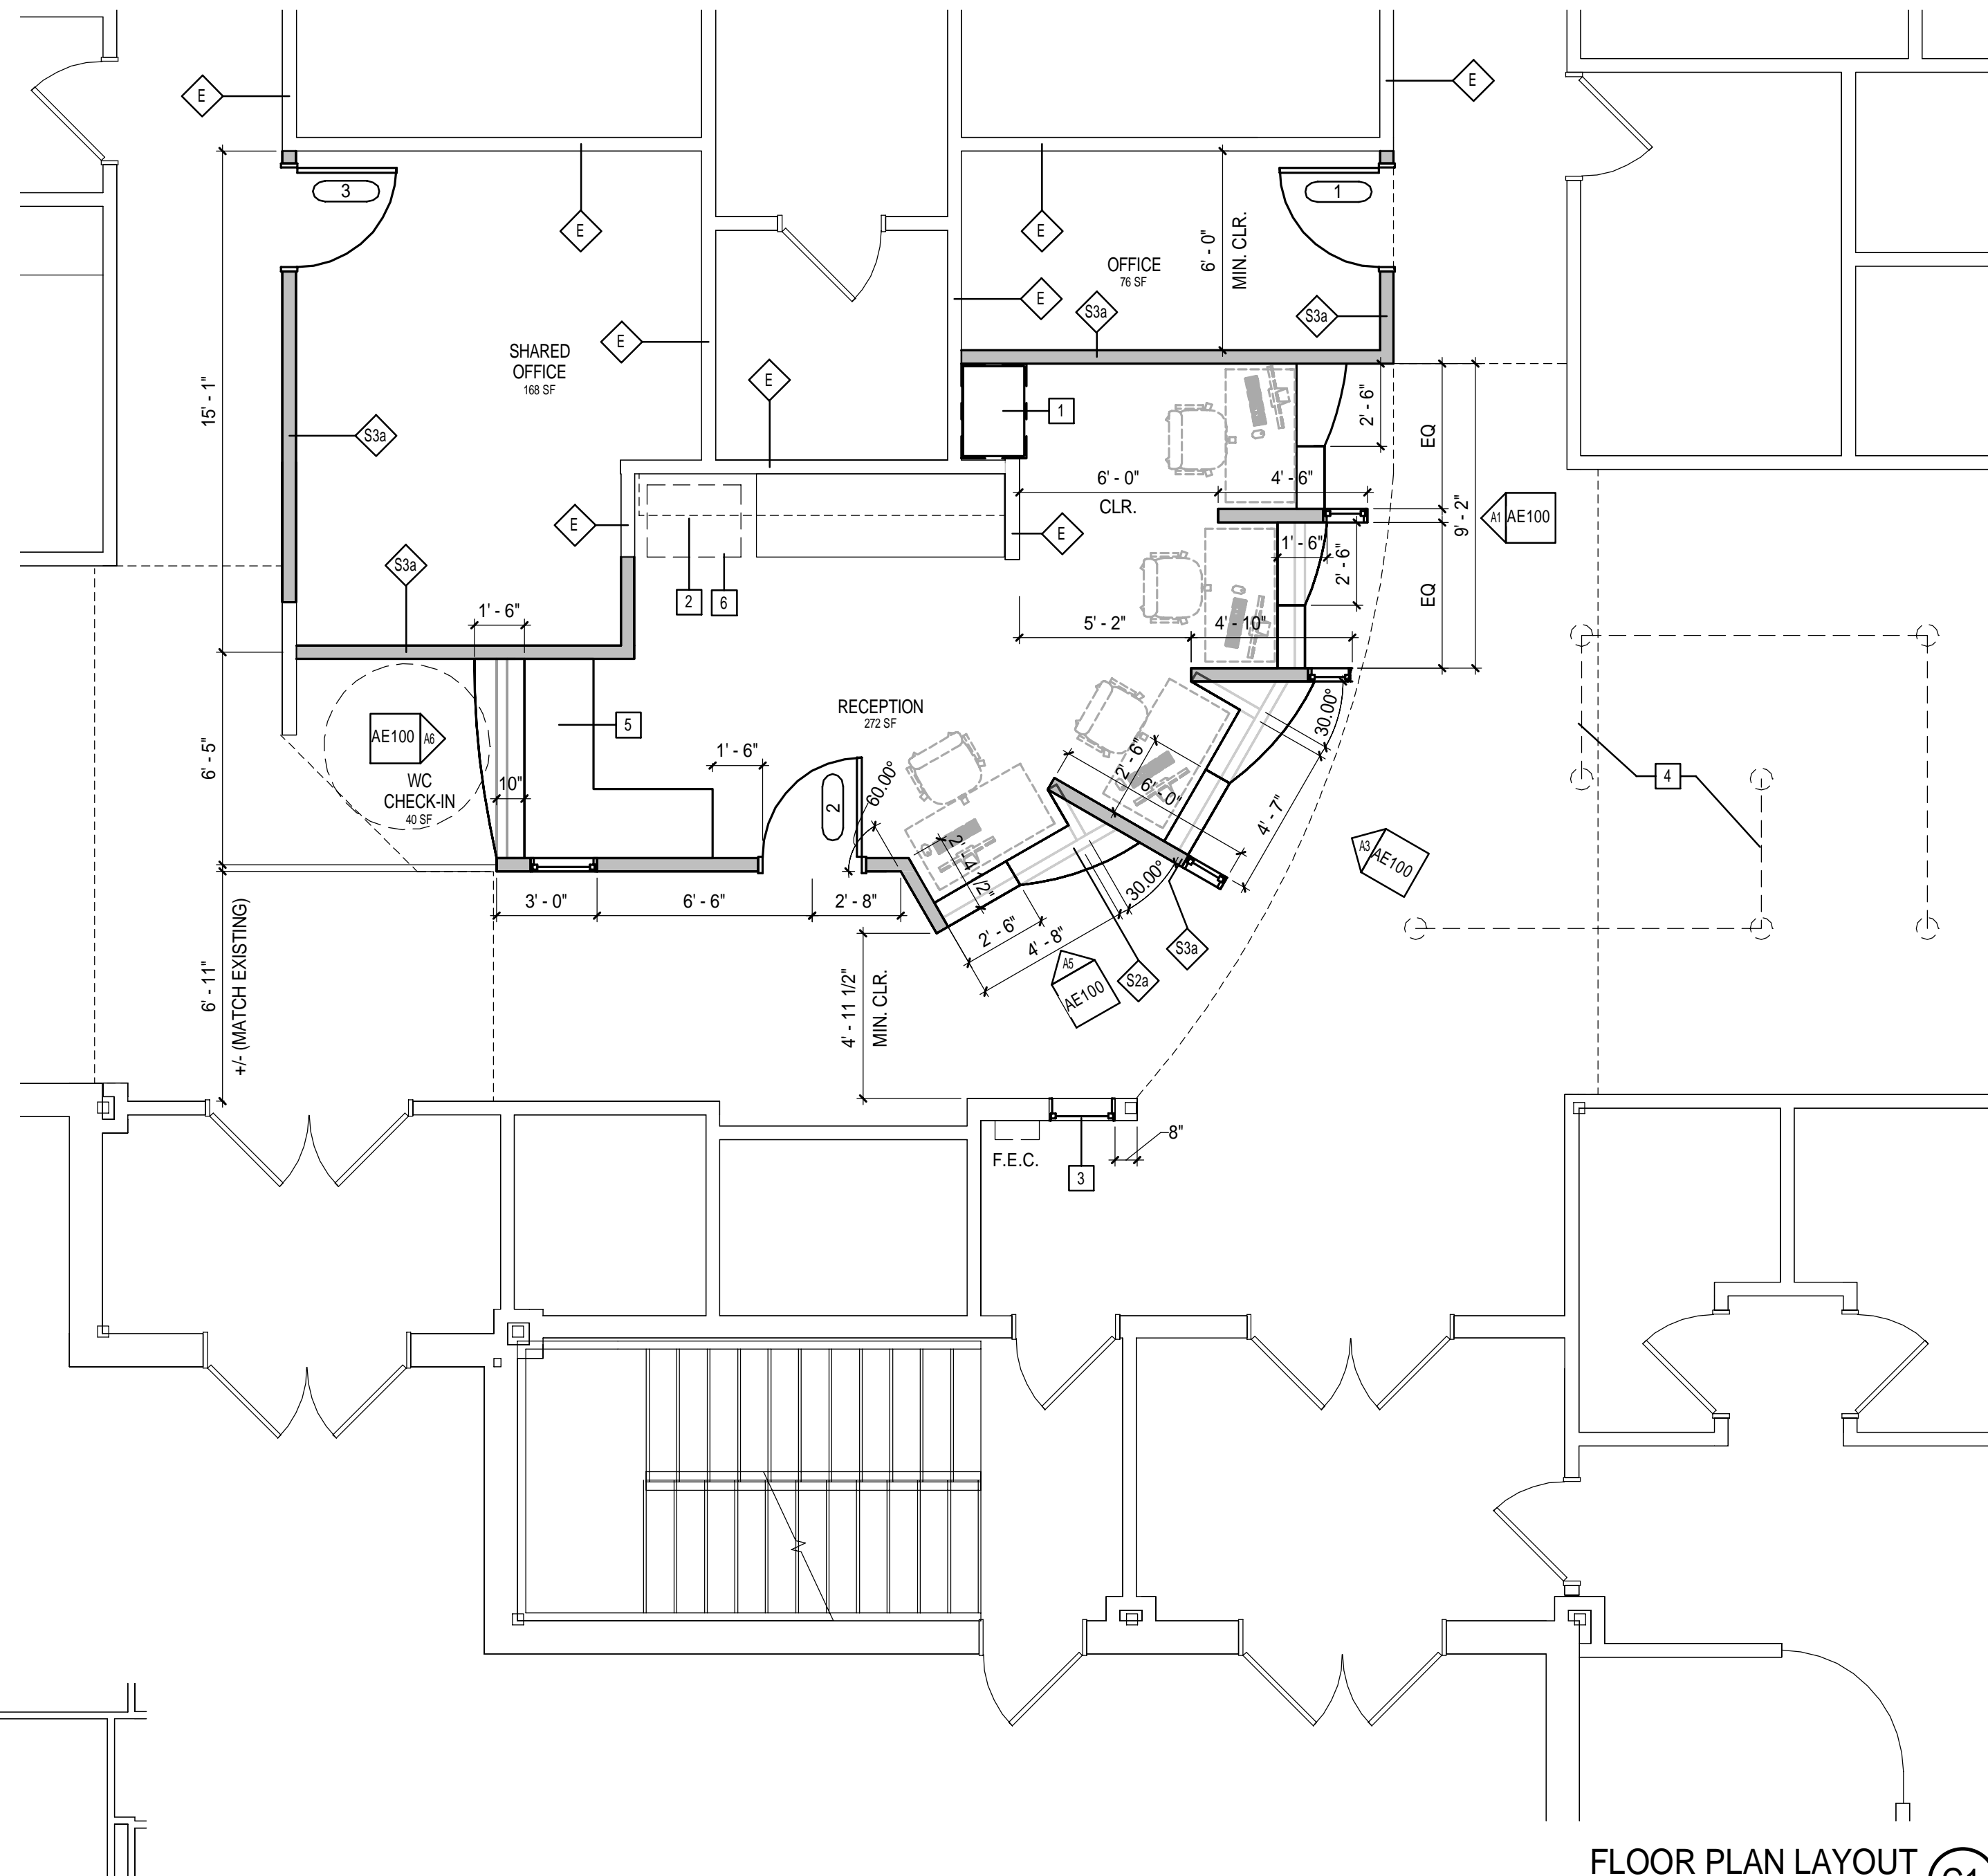 E
E
3
1
E
E
6' - 0"
MIN. CLR.
OFFICE
76 SF
E
S3a
S3a
E
SHARED
OFFICE
168 SF
E
15' - 1"
1
2' - 6"
EQ
S3a
6' - 0"
CLR.
4' - 6"
E
E
A1
AE100
9' - 2"
1' - 6"
2' - 6"
S3a
EQ
2
6
1' - 6"
5' - 2"
4' - 10"
RECEPTION
272 SF
5
30.00°
AE100
A6
6' - 5"
1' - 6"
WC
CHECK-IN
40 SF
10"
2
60.00°
2' - 6"
6' - 0"
4
4' - 7"
A3
AE100
2' - 4 1/2"
30.00°
3' - 0"
6' - 6"
2' - 8"
2' - 6"
4' - 8"
S3a
A5
AE100
S2a
6' - 11"
+/- (MATCH EXISTING)
4' - 11 1/2"
MIN. CLR.
8"
F.E.C.
3
FLOOR PLAN LAYOUT